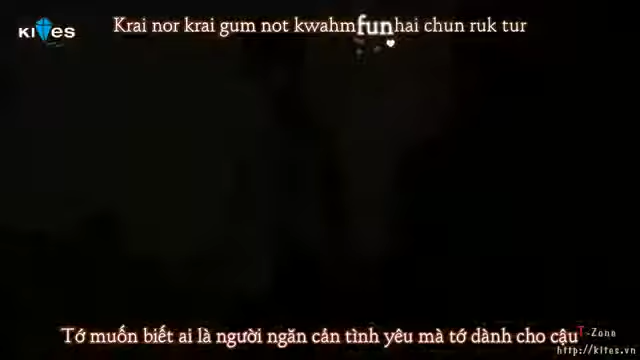 Krai nor krai gum not kwahm fun hai chun ruk tur
KITES
Tớ muốn biết ai là người ngăn cản tình yêu mà tớ dành cho cậu
T-Zone
http://kites.vn